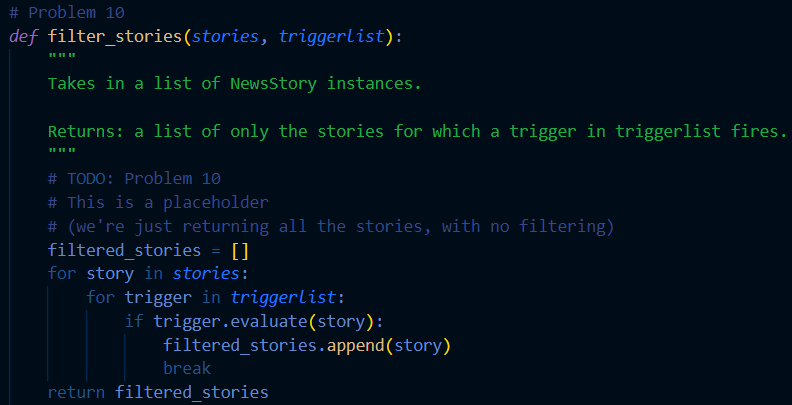 # Problem 10
def filter_stories(stories, triggerlist):
    """
    Takes in a list of NewsStory instances.

    Returns: a list of only the stories for which a trigger in triggerlist fires.
    """
    # TODO: Problem 10
    # This is a placeholder
    # (we're just returning all the stories, with no filtering)
    filtered_stories = []
    for story in stories:
        for trigger in triggerlist:
            if trigger.evaluate(story):
                filtered_stories.append(story)
                break
    return filtered_stories